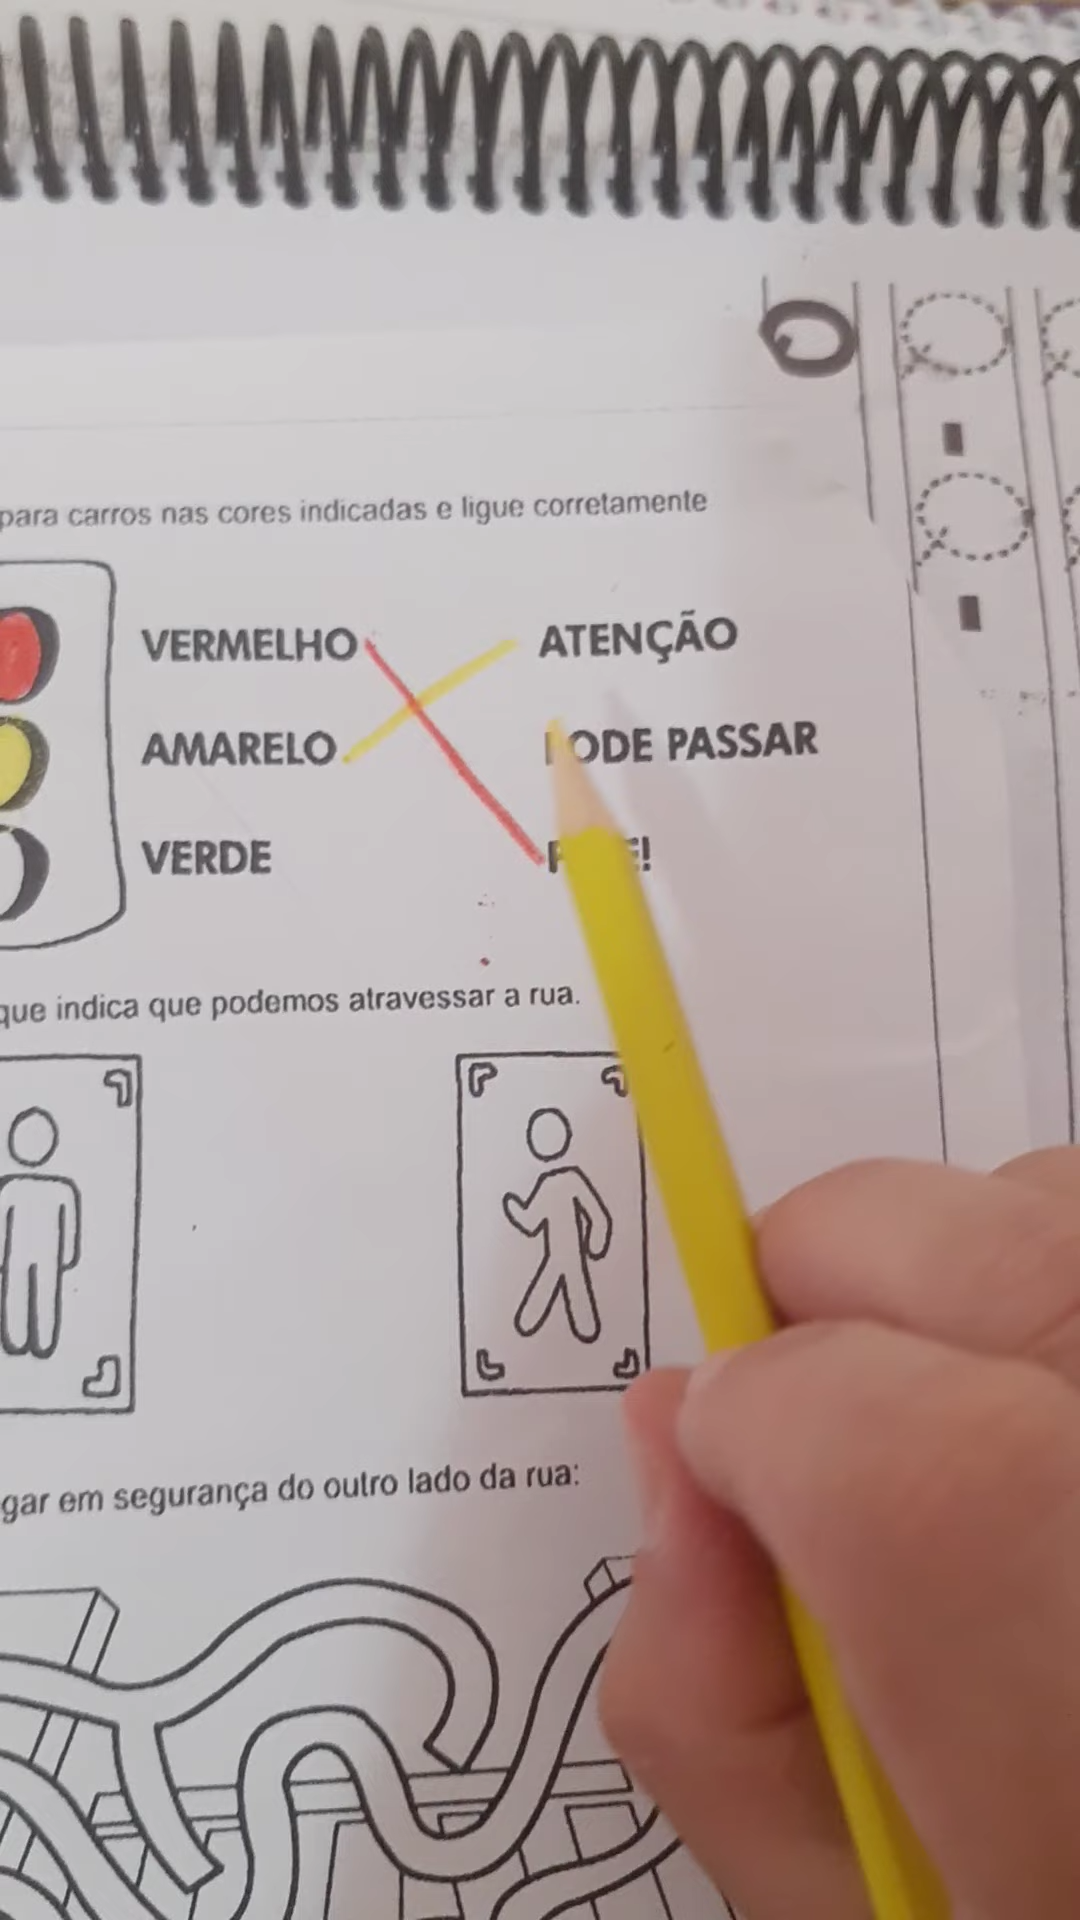 para carros nas cores indicadas e ligue corretamente
VERMELHO ATENÇÃO
AMARELO PODE PASSAR
VERDE
que indica que podemos atravessar a rua.
gar em segurança do outro lado da rua: